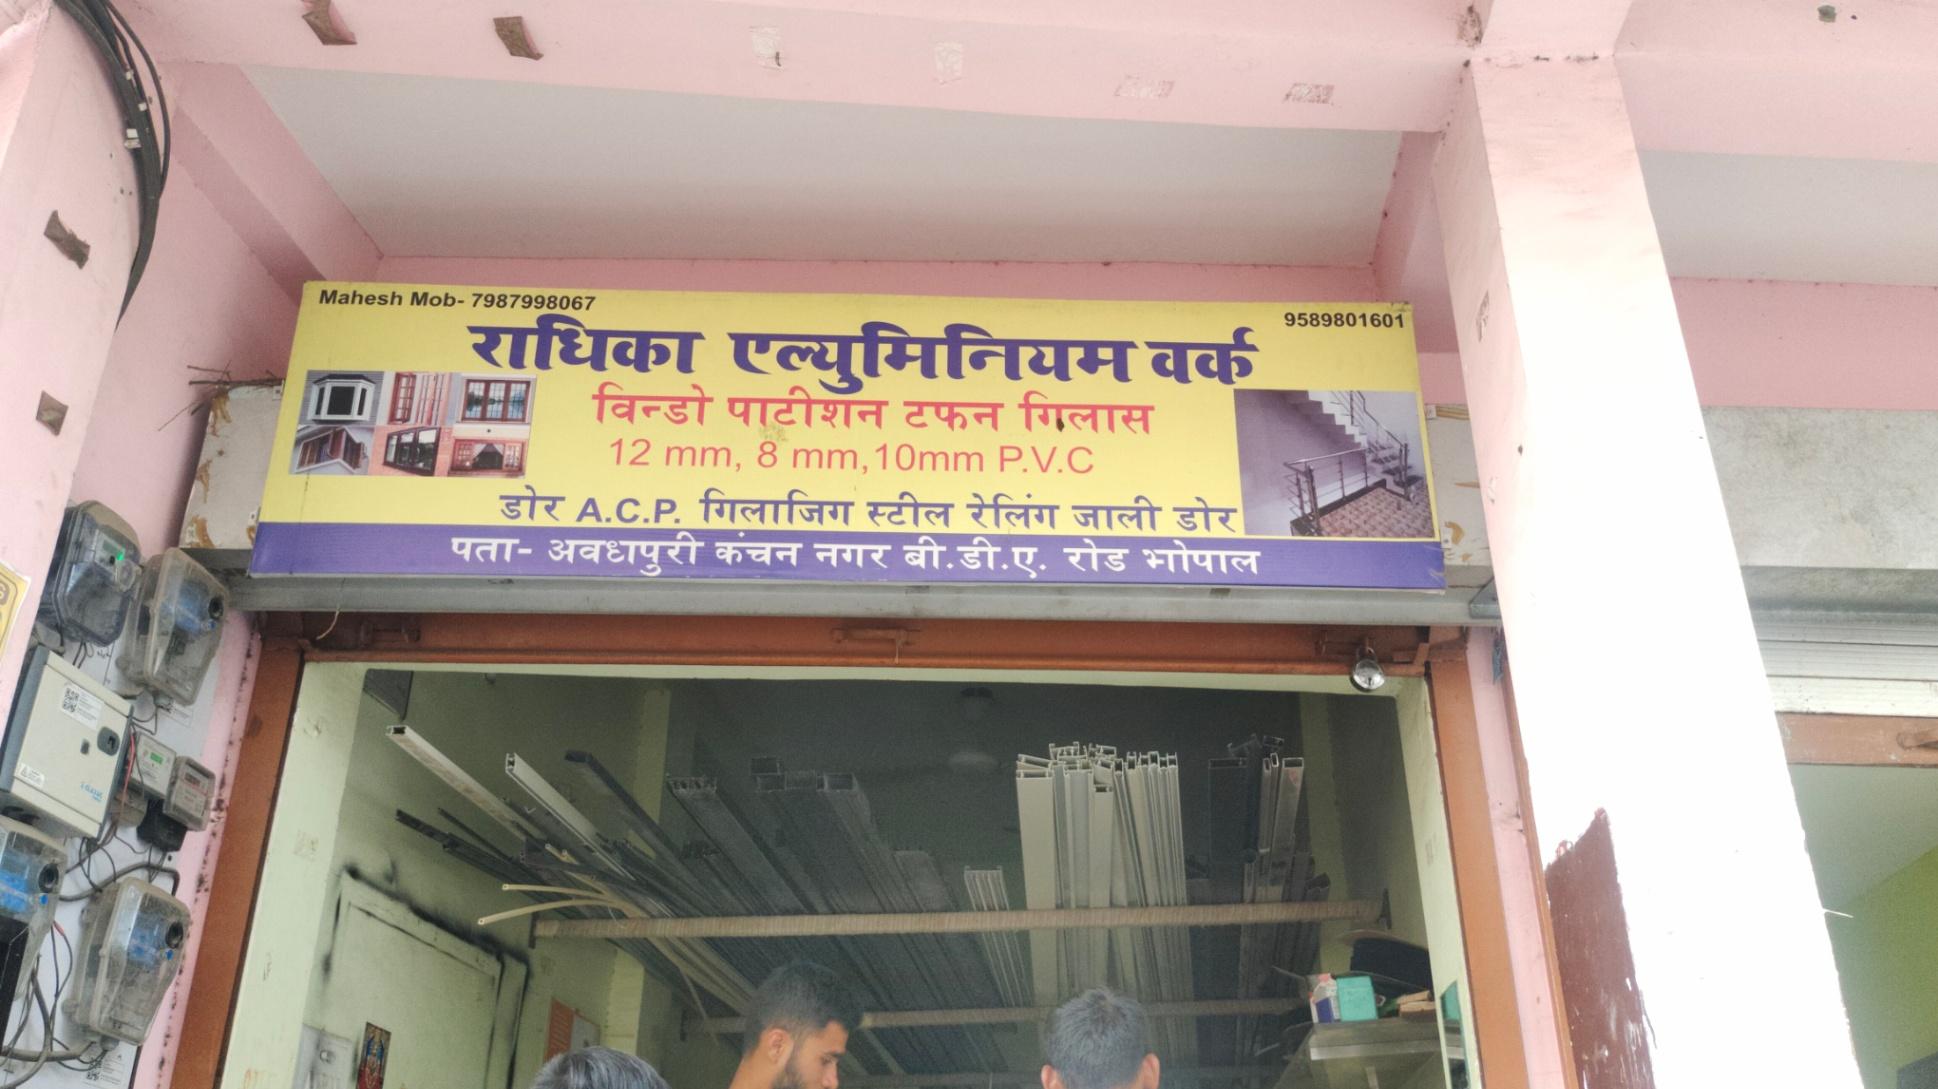 Mahesh Mob- 7987998067
9589801601
राधिका एल्युमिनियम वर्क
विन्डो पाटीशन टफन गिलास
12 mm, 8 mm,10mm P.V.C
डोर A.C.P. गिलाजिग स्टील रेलिंग जाली डोर
पता- अवधापुरी कंचन नगर बी.डी.ए. रोड भोपाल